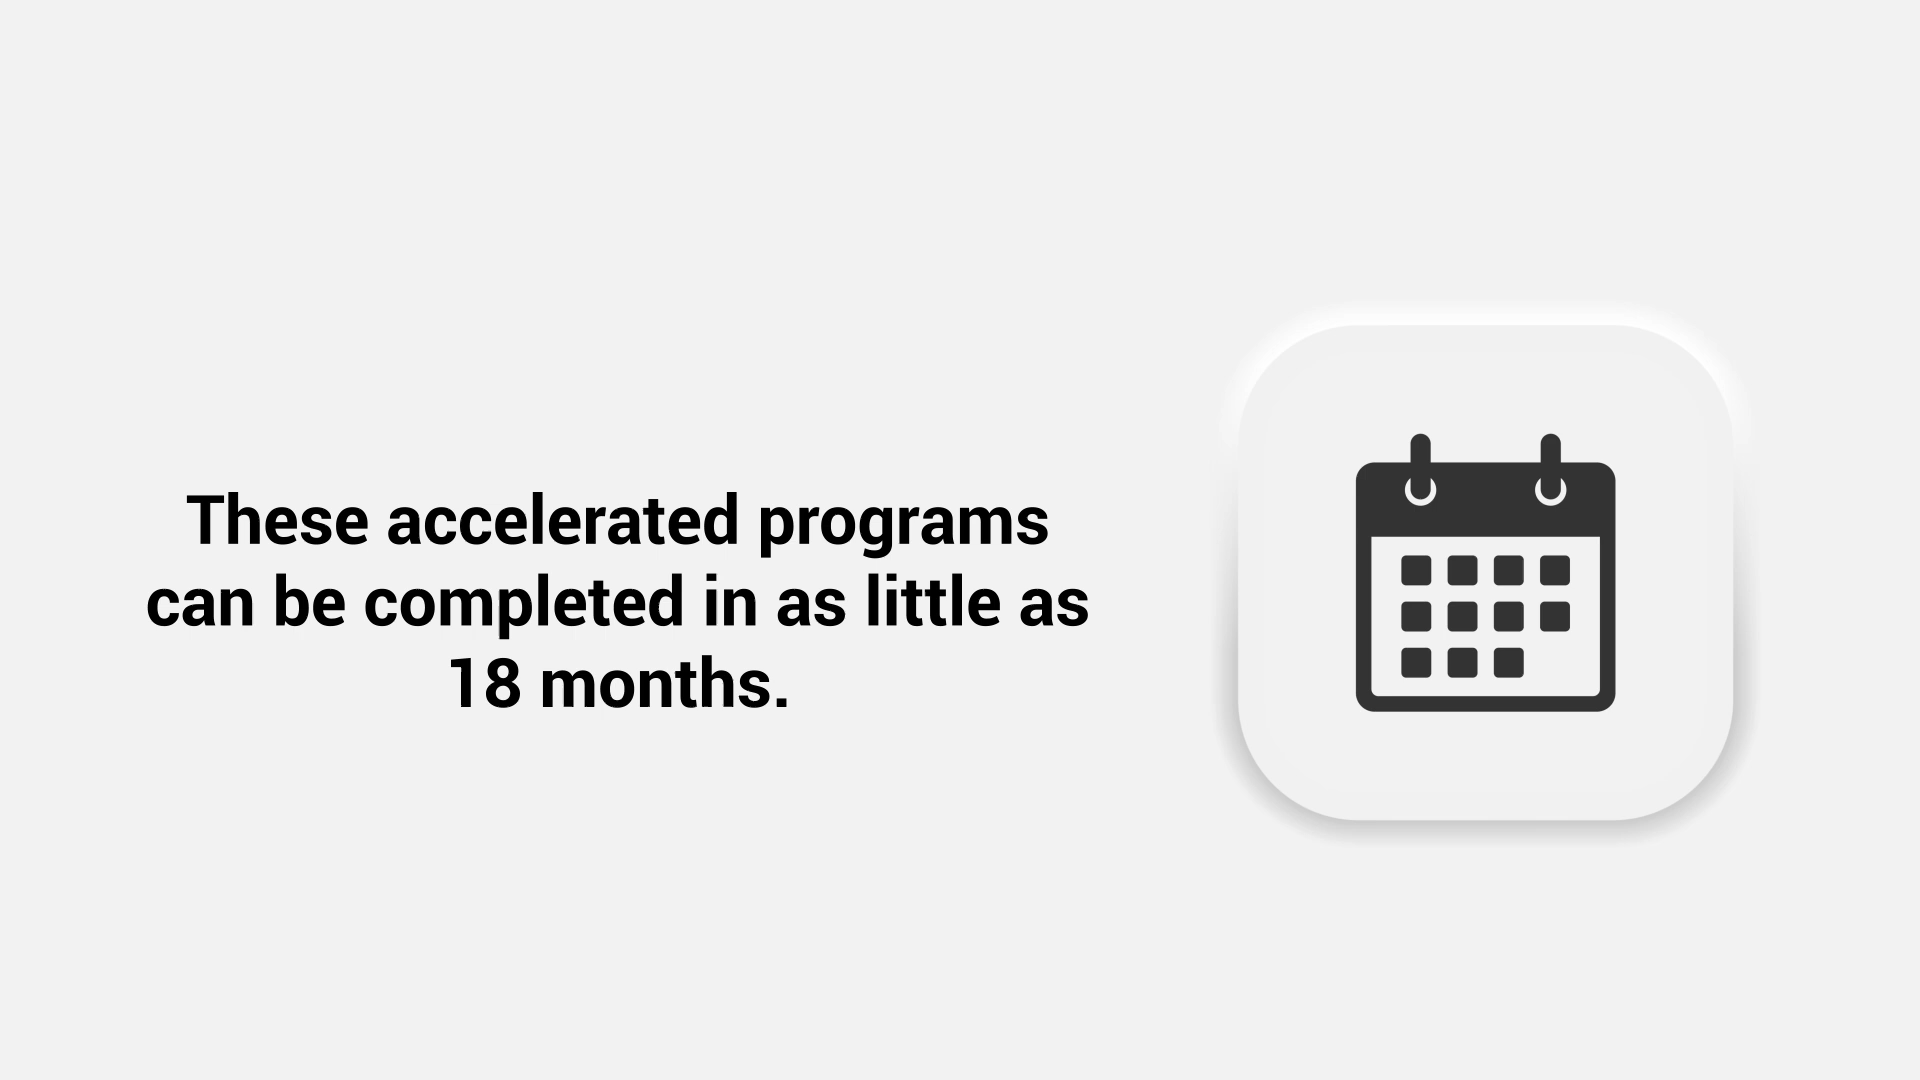 These accelerated programs
can be completed in as little as
18 months.